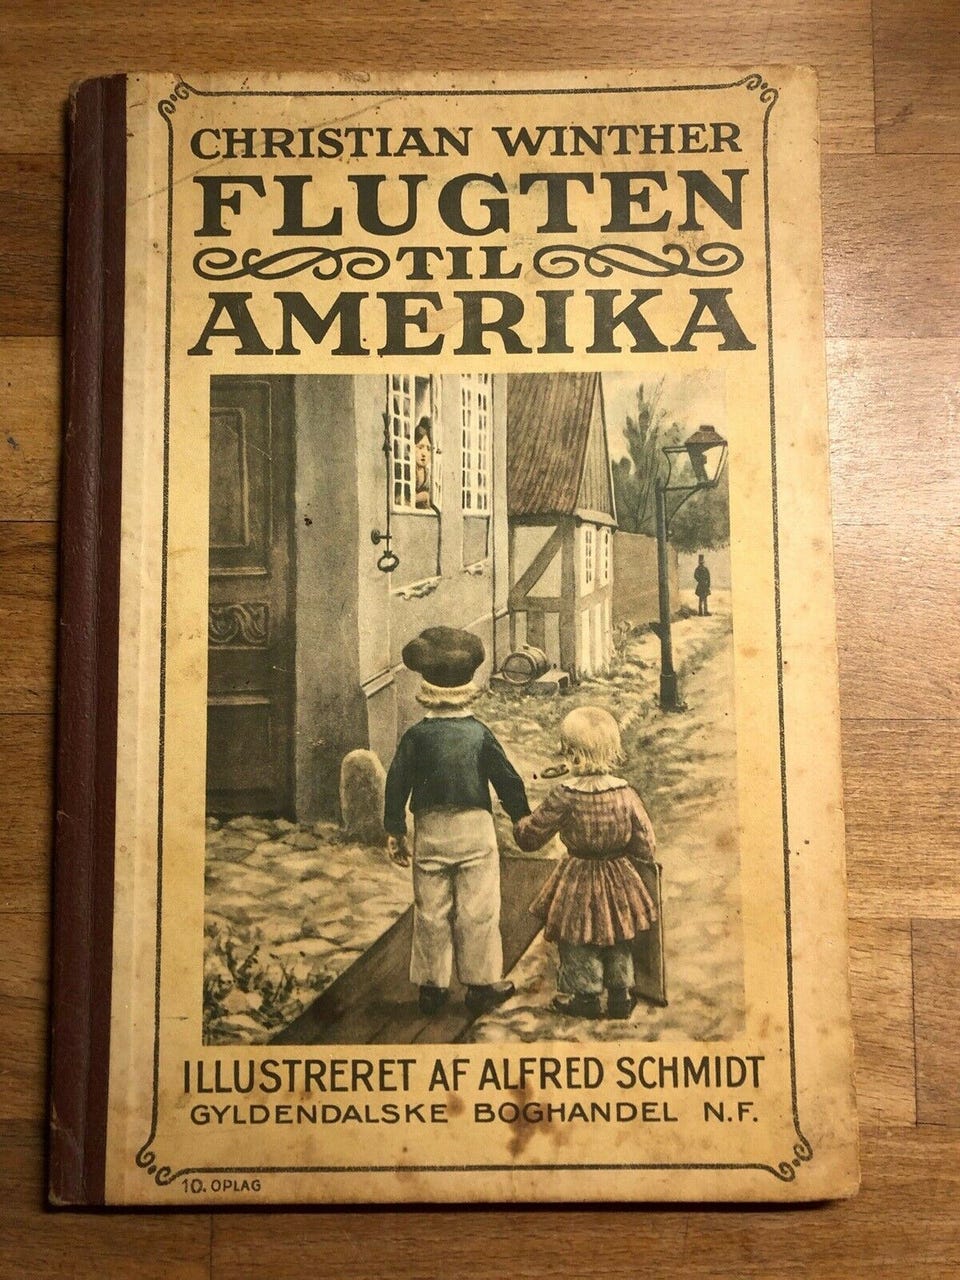 CHRISTIAN WINTHER
FLUGTEN
TIL
AMERIKA
ILLUSTRERET AF ALFRED SCHMIDT
GYLDENDALSKE BOGHANDEL N.F.
10. OPLAG